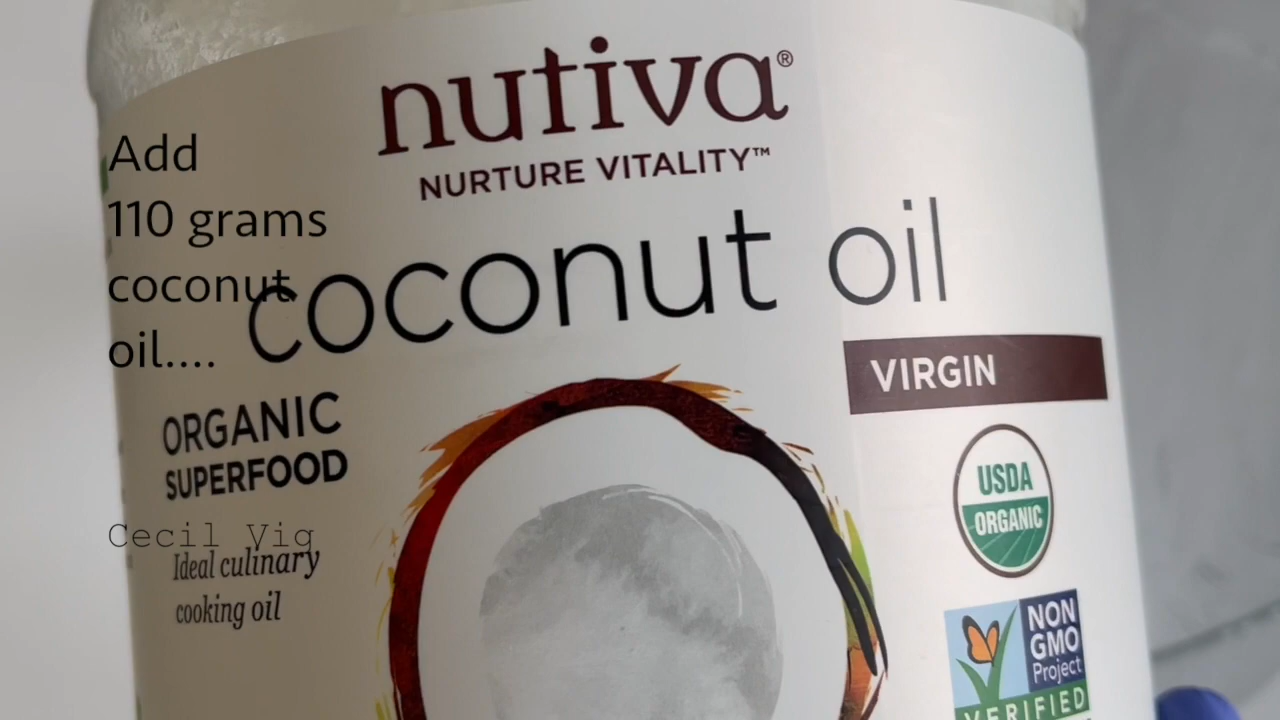 nutiva®
NURTURE VITALITY™
Add
110 grams
coconut
oil....
coconut oil
VIRGIN
ORGANIC
SUPERFOOD
USDA
ORGANIC
Cecil Vig
Ideal culinary
cooking oil
NON
GMO
Project
VERIFIED